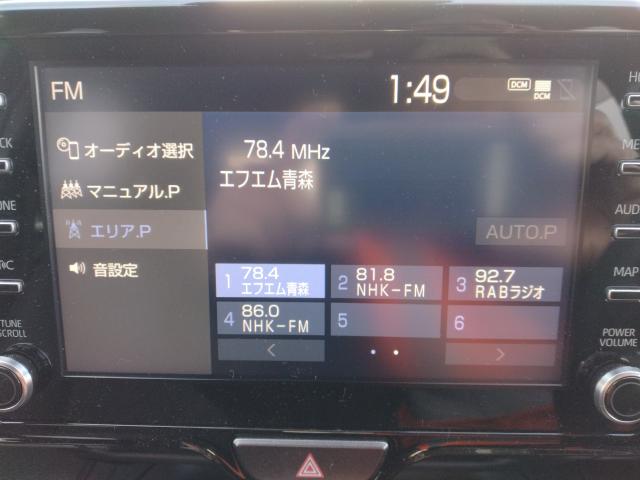 FM
1:49
DCM
DCM
オーディオ選択
マニュアル.P
エリア.P
音設定
78.4 MHz
エフエム青森
AUTO.P
1 78.4 エフエム青森
2 81.8 NHK-FM
3 92.7 RABラジオ
4 86.0 NHK-FM
5
6
TUNE
SCROLL
MAP
POWER
VOLUME